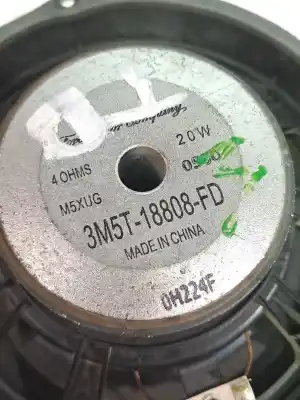 4 OHMS
20W
M5XUG
3M5T-18808-FD
MADE IN CHINA
0H224F